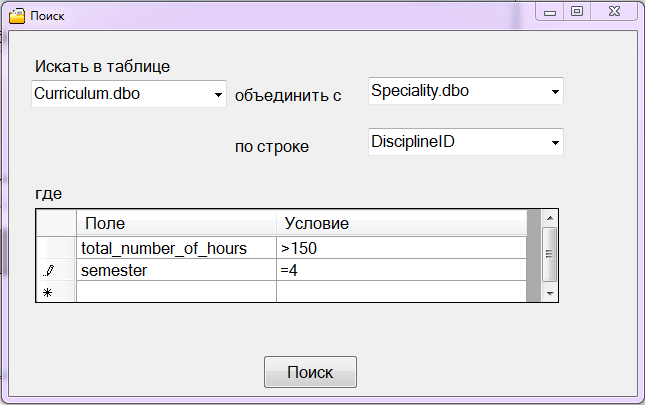 Поиск
Искать в таблице
Curriculum.dbo объединить с Speciality.dbo
по строке DisciplineID
где
Поле Условие
total_number_of_hours >150
semester =4
Поиск